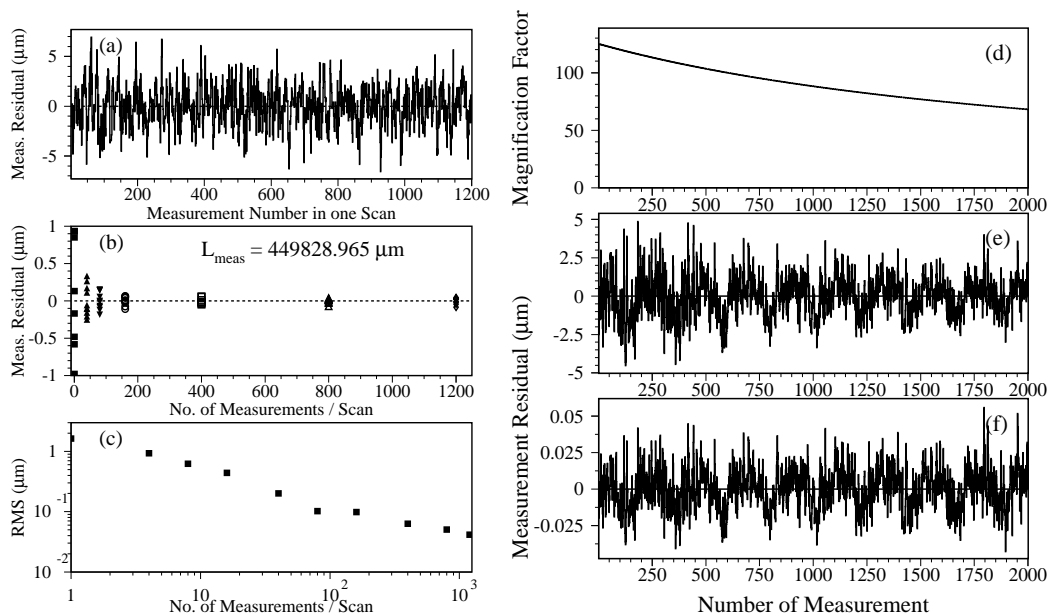 (a)
Meas. Residual (µm)
5
0
-5
200 400 600 800 1000 1200
Measurement Number in one Scan
(b)
L_meas = 449828.965 µm
Meas. Residual (µm)
1
0.5
0
-0.5
-1
0 200 400 600 800 1000 1200
No. of Measurements / Scan
(c)
RMS (µm)
1
10^-1
10^-2
1 10 10^2 10^3
No. of Measurements / Scan
(d)
Magnification Factor
100
50
0
250 500 750 1000 1250 1500 1750 2000
(e)
5
2.5
0
-2.5
-5
250 500 750 1000 1250 1500 1750 2000
Measurement Residual (µm)
(f)
0.05
0.025
0
-0.025
250 500 750 1000 1250 1500 1750 2000
Number of Measurement